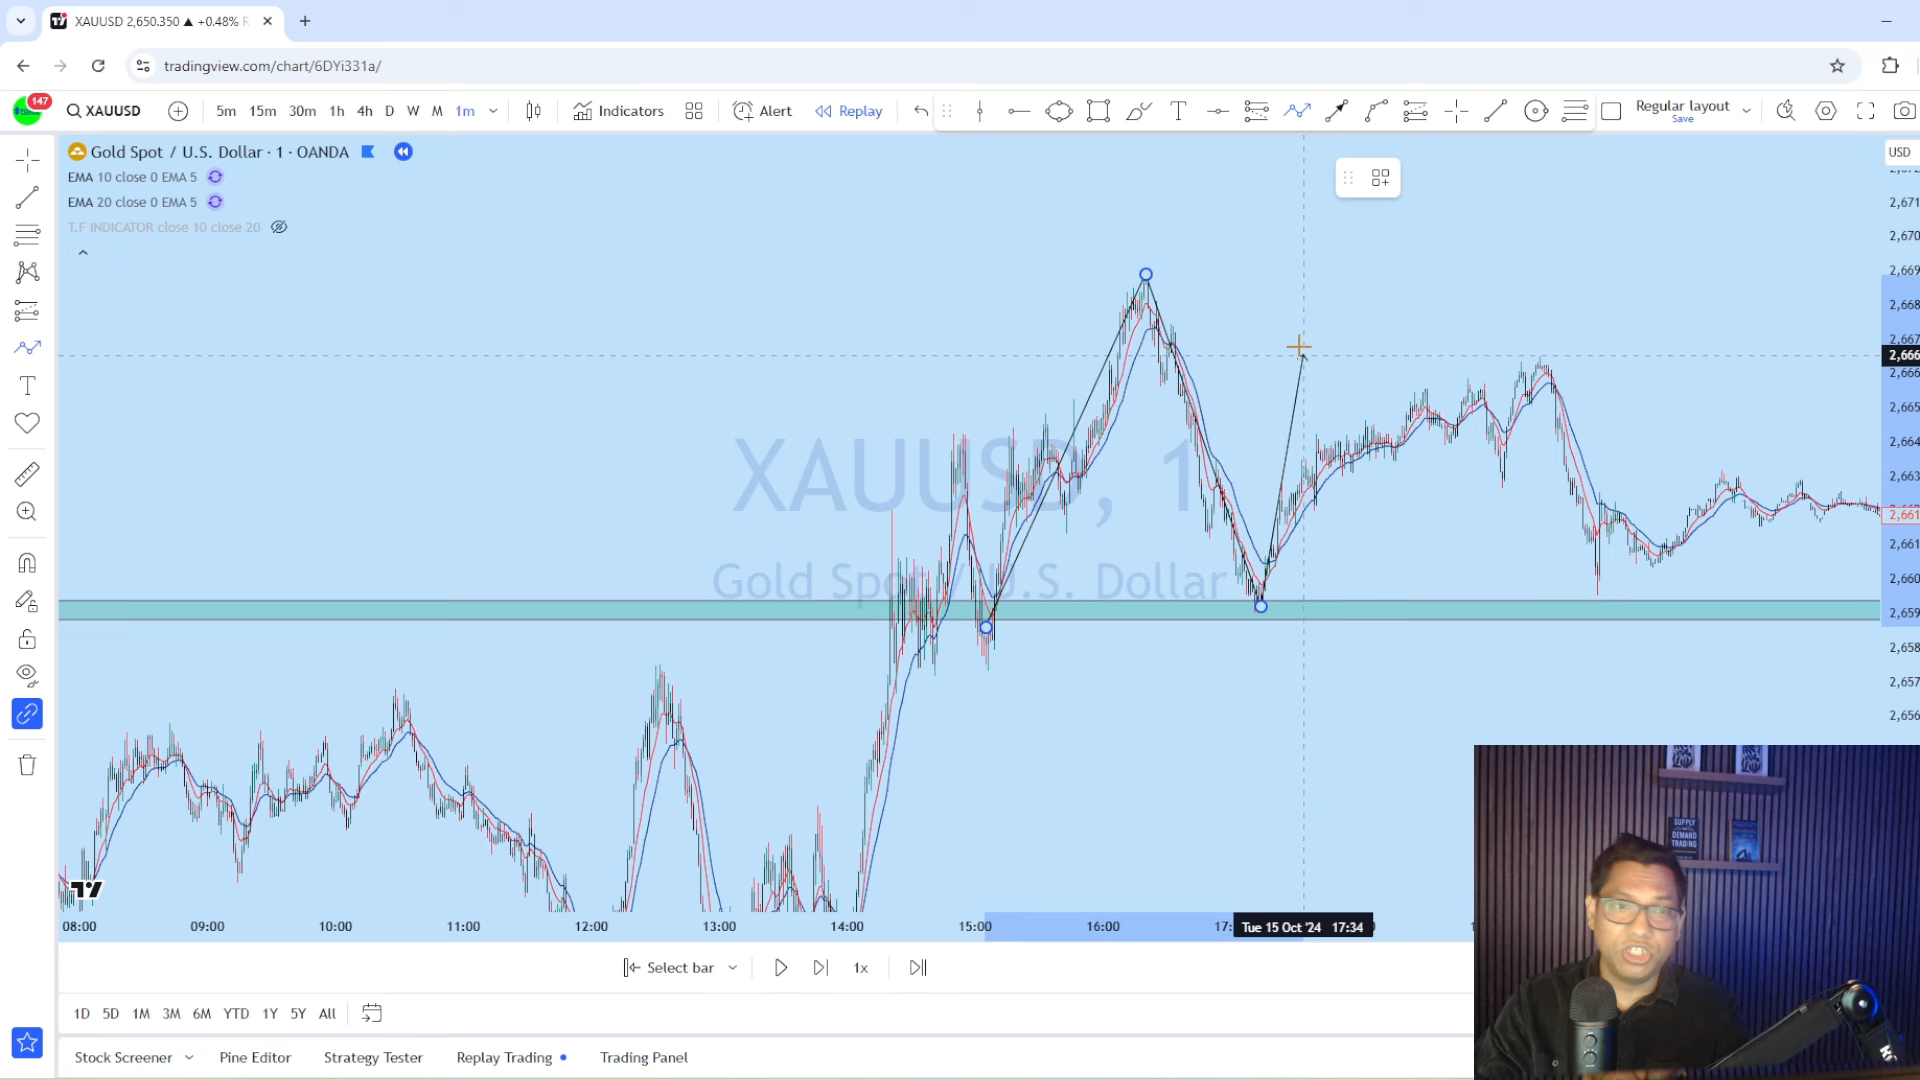 XAUUSD 2,650.350 ▲ +0.48% R
tradingview.com/chart/6DYi331a/
147
XAUUSD
5m 15m 30m 1h 4h D W M 1m
Indicators
Alert
Replay
Regular layout
Save
Gold Spot / U.S. Dollar · 1 · OANDA
USD
EMA 10 close 0 EMA 5
EMA 20 close 0 EMA 5
T.F INDICATOR close 10 close 20
2,671
2,670
2,669
2,668
2,667
2,666
2,666
2,665
2,664
2,663
2,661
2,661
2,660
2,659
2,658
2,657
2,656
XAUUSD, 1
Gold Spot / U.S. Dollar
08:00 09:00 10:00 11:00 12:00 13:00 14:00 15:00 16:00 17: Tue 15 Oct '24 17:34
SUPPLY
DEMAND
TRADING
Select bar
1x
1D 5D 1M 3M 6M YTD 1Y 5Y All
Stock Screener Pine Editor Strategy Tester Replay Trading Trading Panel